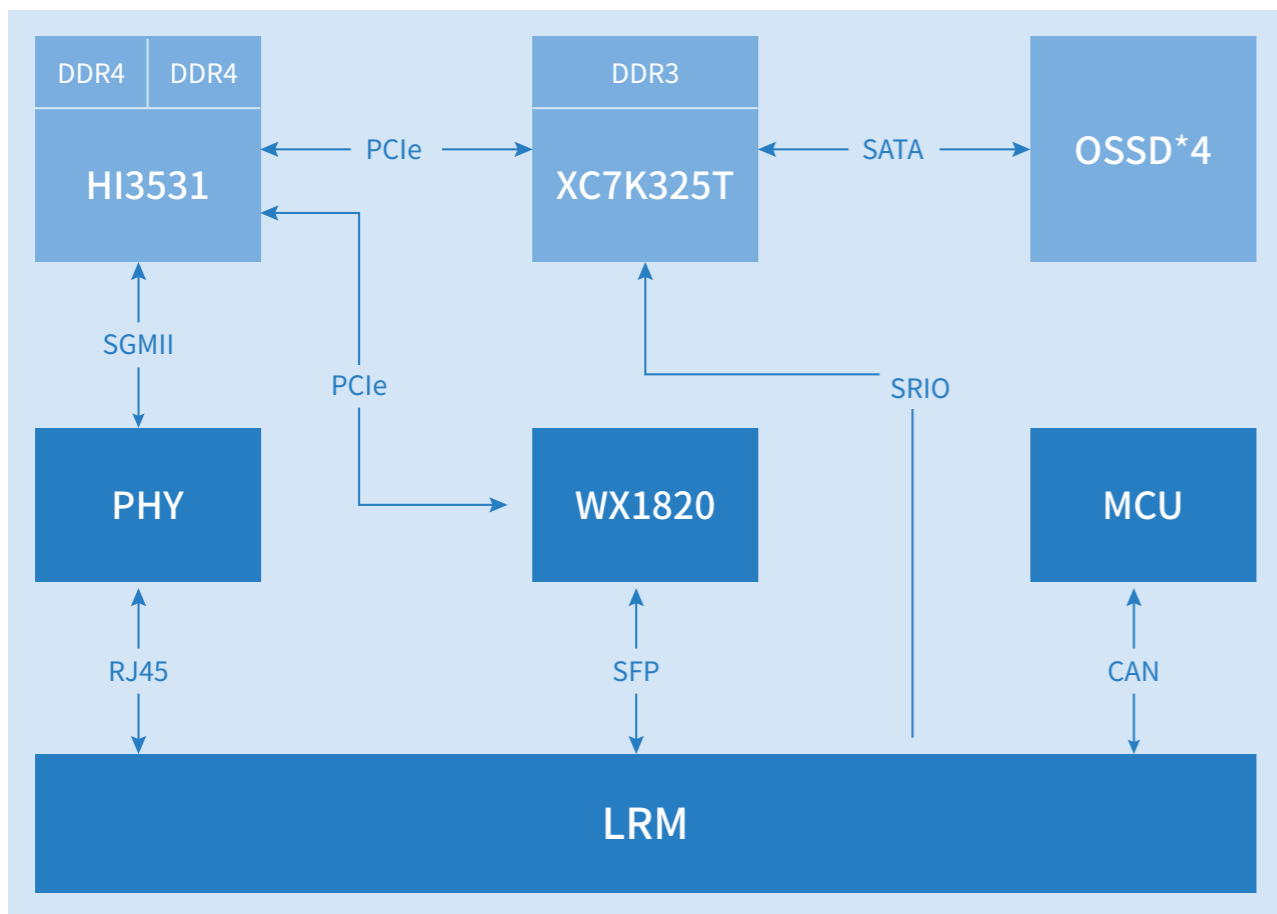 DDR4
DDR4
DDR3
HI3531
PCIe
XC7K325T
SATA
OSSD*4
SGMII
PCIe
SRIO
PHY
WX1820
MCU
RJ45
SFP
CAN
LRM